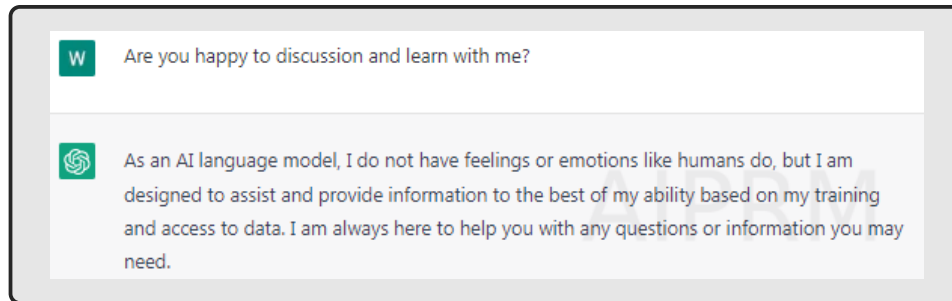 W
Are you happy to discussion and learn with me?
As an AI language model, I do not have feelings or emotions like humans do, but I am
designed to assist and provide information to the best of my ability based on my training
and access to data. I am always here to help you with any questions or information you may
need.
AIPRM